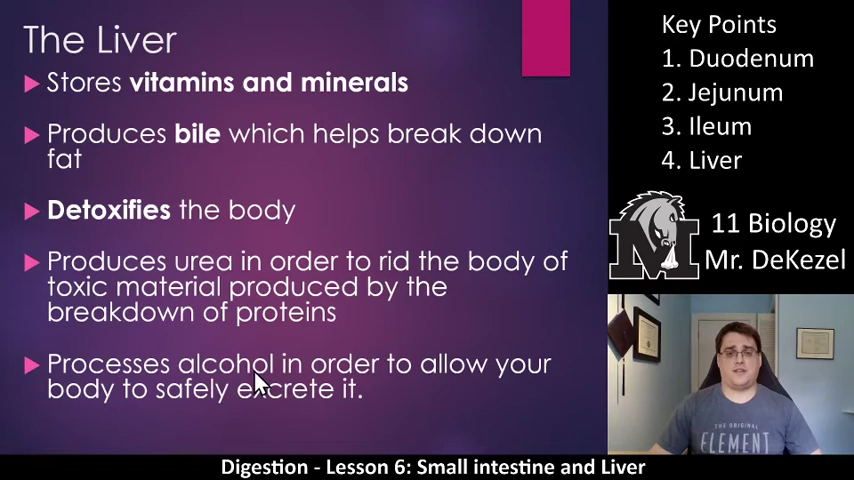 The Liver
Stores vitamins and minerals
Produces bile which helps break down
fat
Detoxifies the body
Produces urea in order to rid the body of
toxic material produced by the
breakdown of proteins
Processes alcohol in order to allow your
body to safely excrete it.
Key Points
1. Duodenum
2. Jejunum
3. Ileum
4. Liver
M
11 Biology
Mr. DeKezel
THE ORIGINAL
ELEMENT
Digestion - Lesson 6: Small intestine and Liver